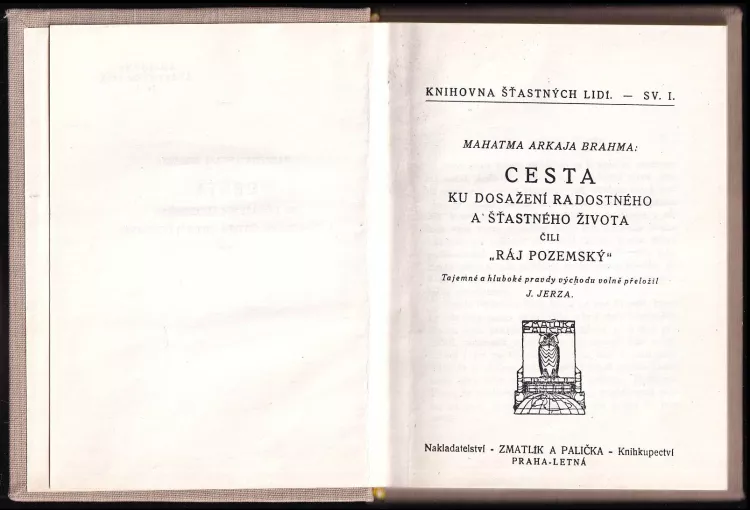 KNIHOVNA ŠŤASTNÝCH LIDÍ. — SV. I.
MAHATMA ARKAJA BRAHMA:
CESTA
KU DOSAŽENÍ RADOSTNÉHO
A ŠŤASTNÉHO ŽIVOTA
ČILI
„RÁJ POZEMSKÝ“
Tajemné a hluboké pravdy východu volně přeložil
J. JERZA.
ZMATLÍK A
PALIČKA
Nakladatelství - ZMATLÍK A PALIČKA - Knihkupectví
PRAHA-LETNÁ